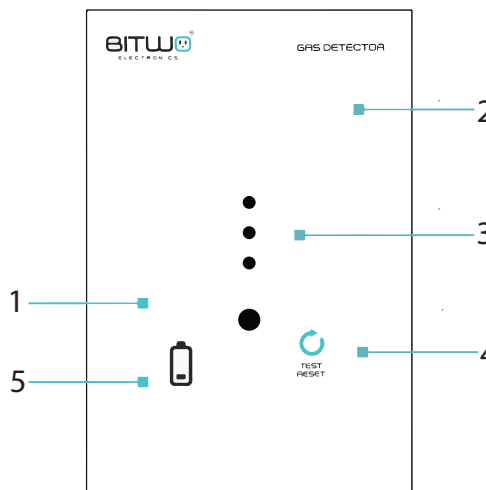 BITWO®
ELECTRONICS
GAS DETECTOR
2
3
1
4
5
TEST
RESET